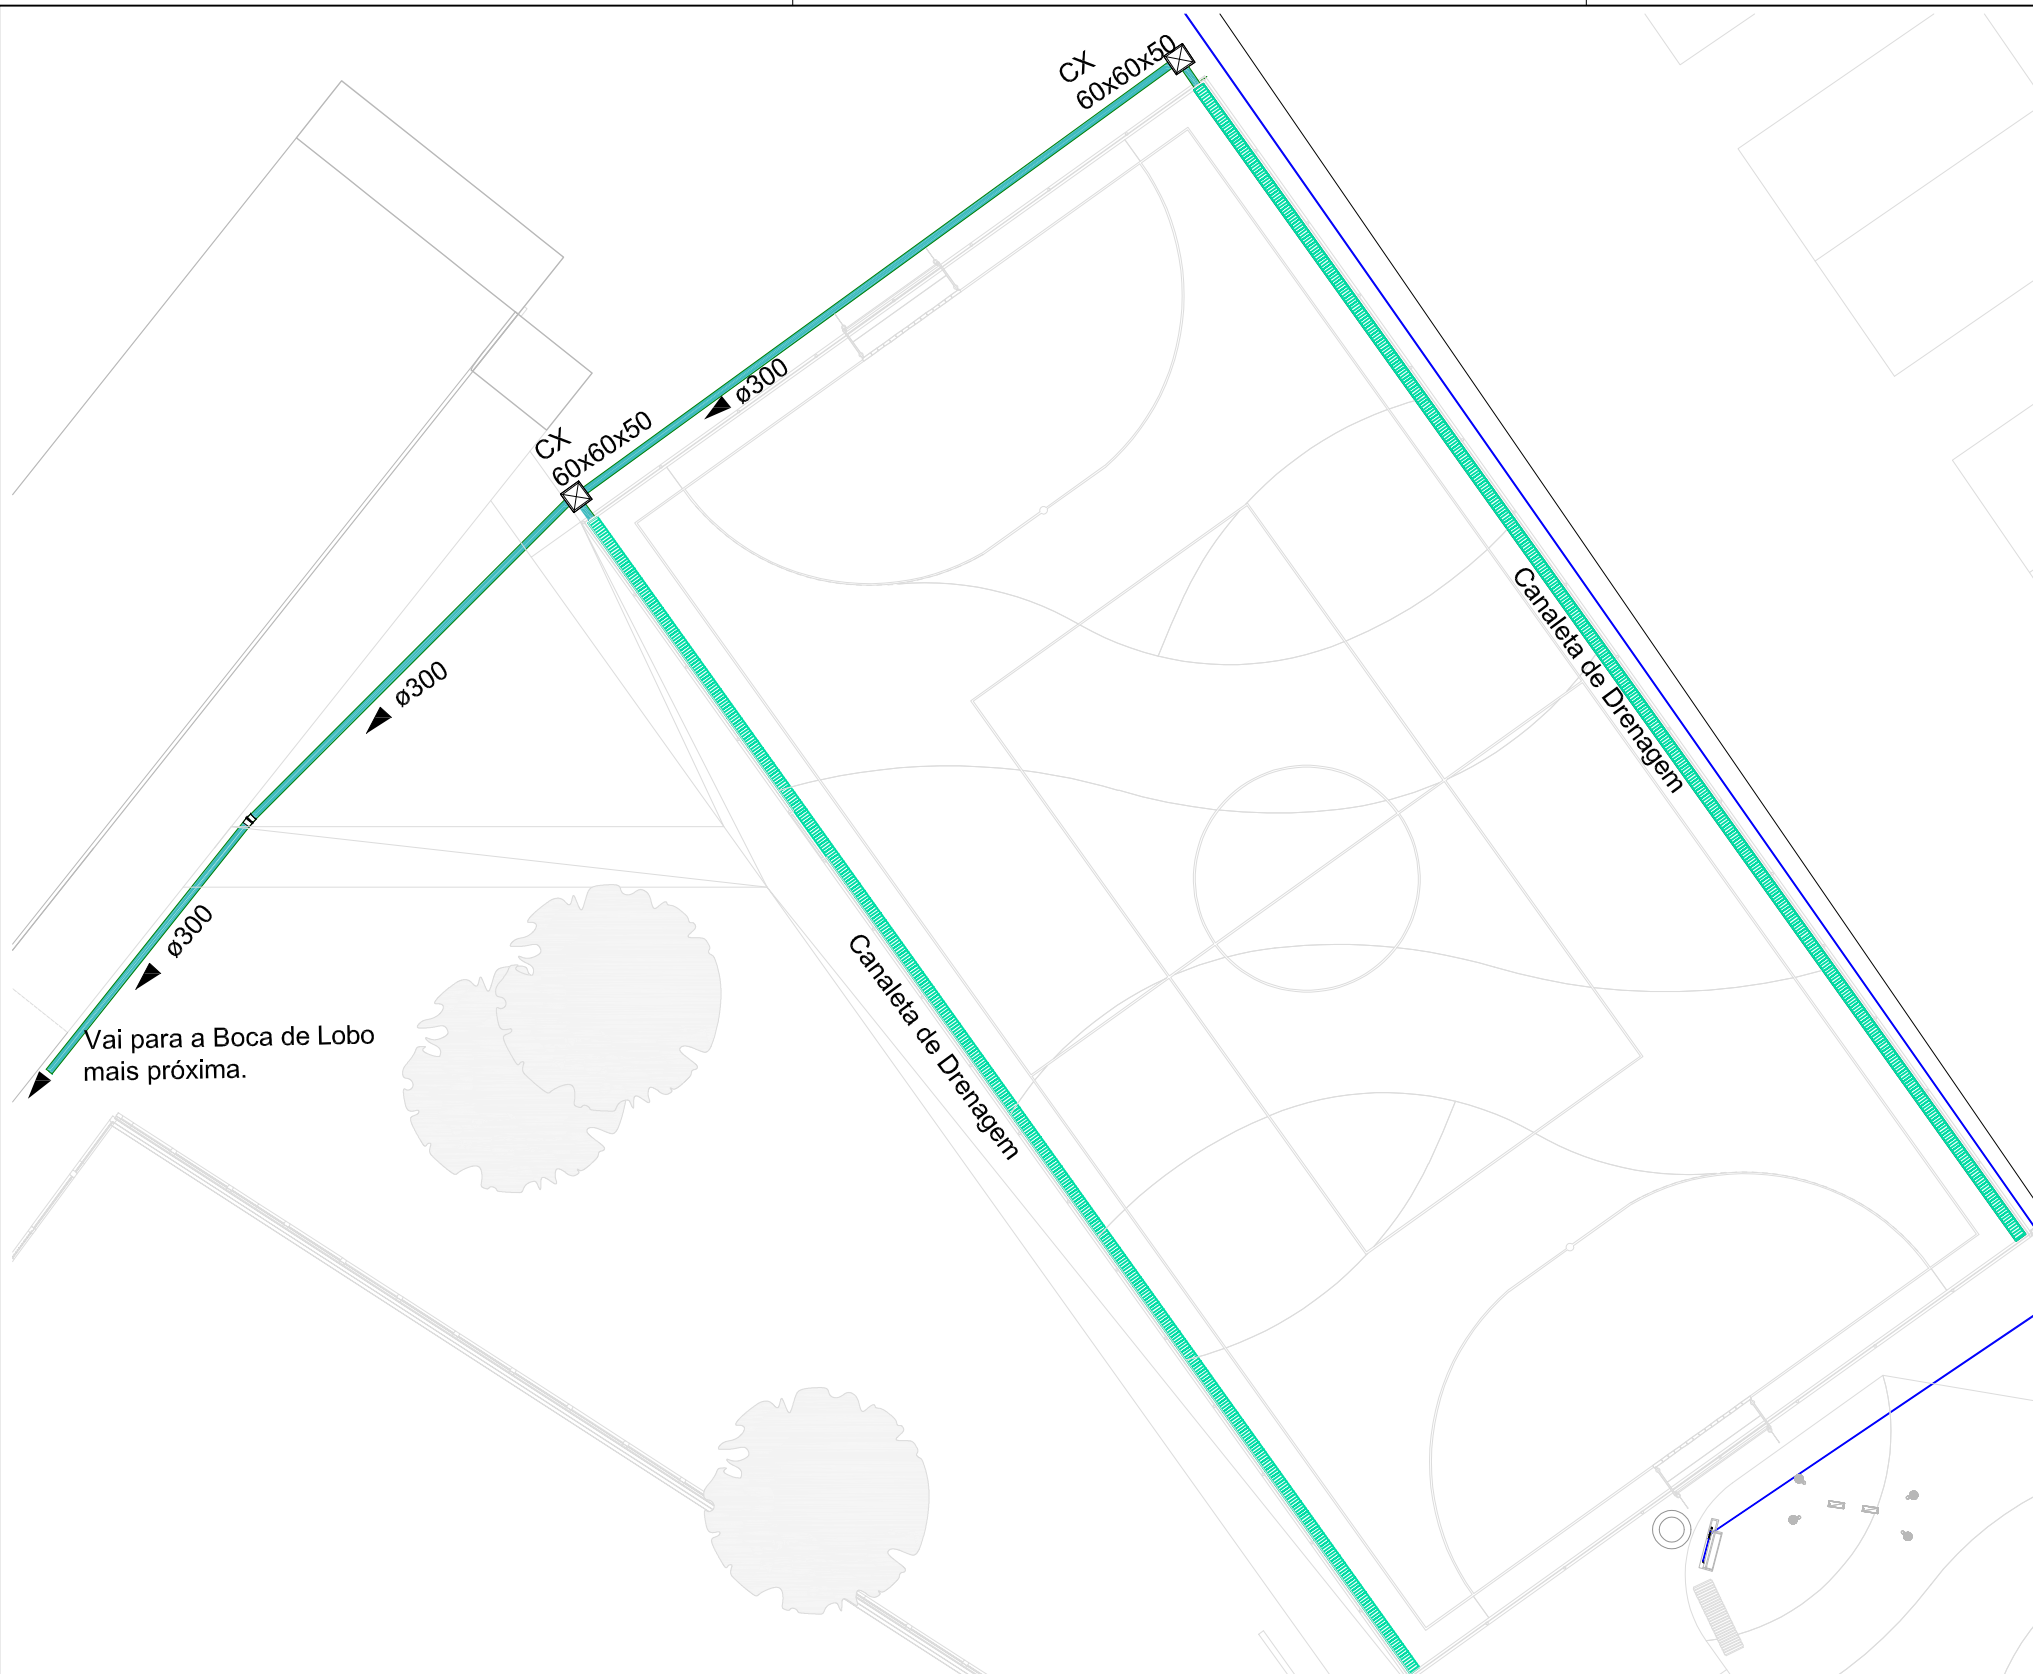 CX
60x60x50
ø300
CX
60x60x50
ø300
Canaleta de Drenagem
Canaleta de Drenagem
ø300
Vai para a Boca de Lobo
mais próxima.